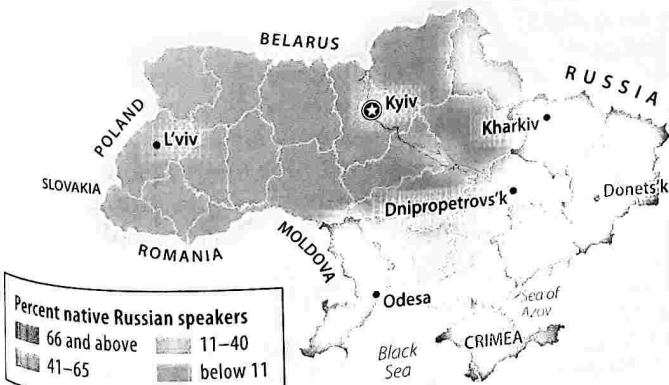 BELARUS
RUSSIA
POLAND
Kyiv
L'viv
Kharkiv
SLOVAKIA
Dnipropetrovs'k
Donets'k
ROMANIA
MOLDOVA
Odesa
Sea of
Azov
CRIMEA
Black
Sea
Percent native Russian speakers
66 and above
11–40
41–65
below 11